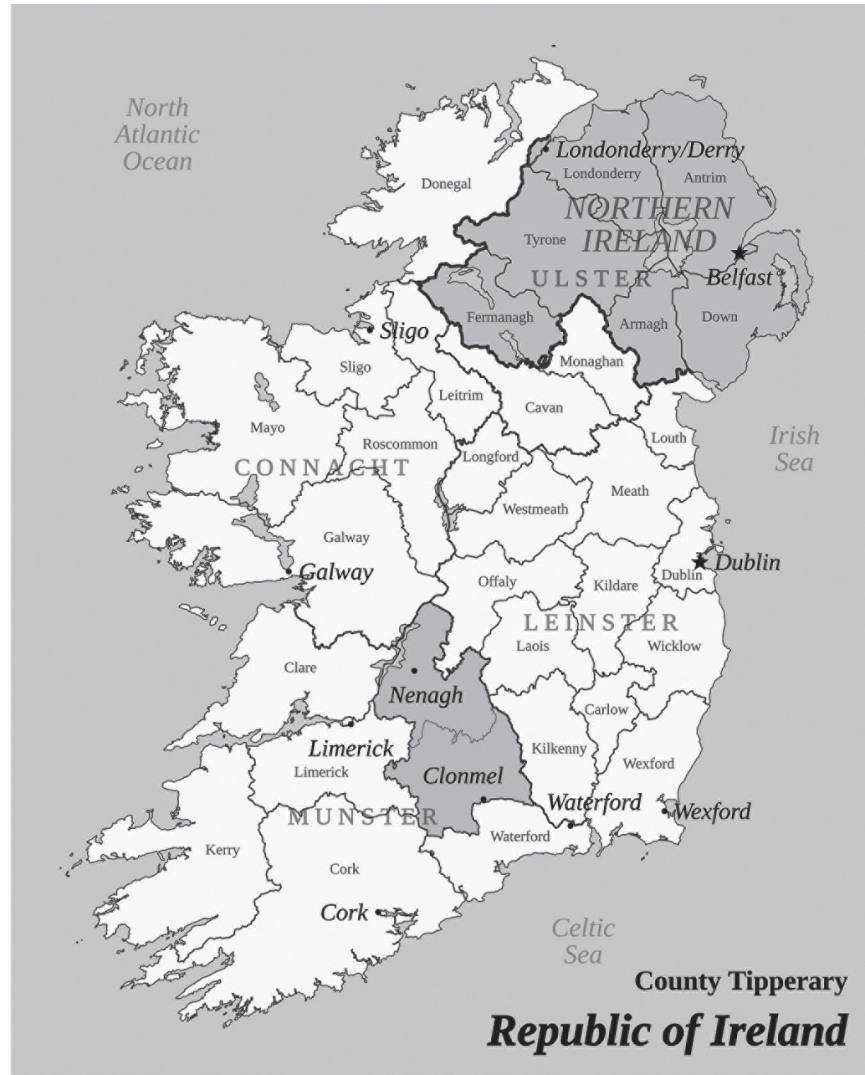 North
Atlantic
Ocean
Londonderry/Derry
Londonderry
Antrim
Donegal
NORTHERN
IRELAND
Tyrone
ULSTER
Belfast
Fermanagh
Armagh
Down
Sligo
Monaghan
Sligo
Leitrim
Cavan
Mayo
Roscommon
Louth
Irish
Sea
CONNACHT
Longford
Meath
Westmeath
Galway
Galway
Dublin
Dublin
Offaly
Kildare
LEINSTER
Laois
Wicklow
Clare
Nenagh
Carlow
Limerick
Kilkenny
Wexford
Limerick
Clonmel
Waterford
Wexford
MUNSTER
Waterford
Kerry
Cork
Cork
Celtic
Sea
County Tipperary
Republic of Ireland